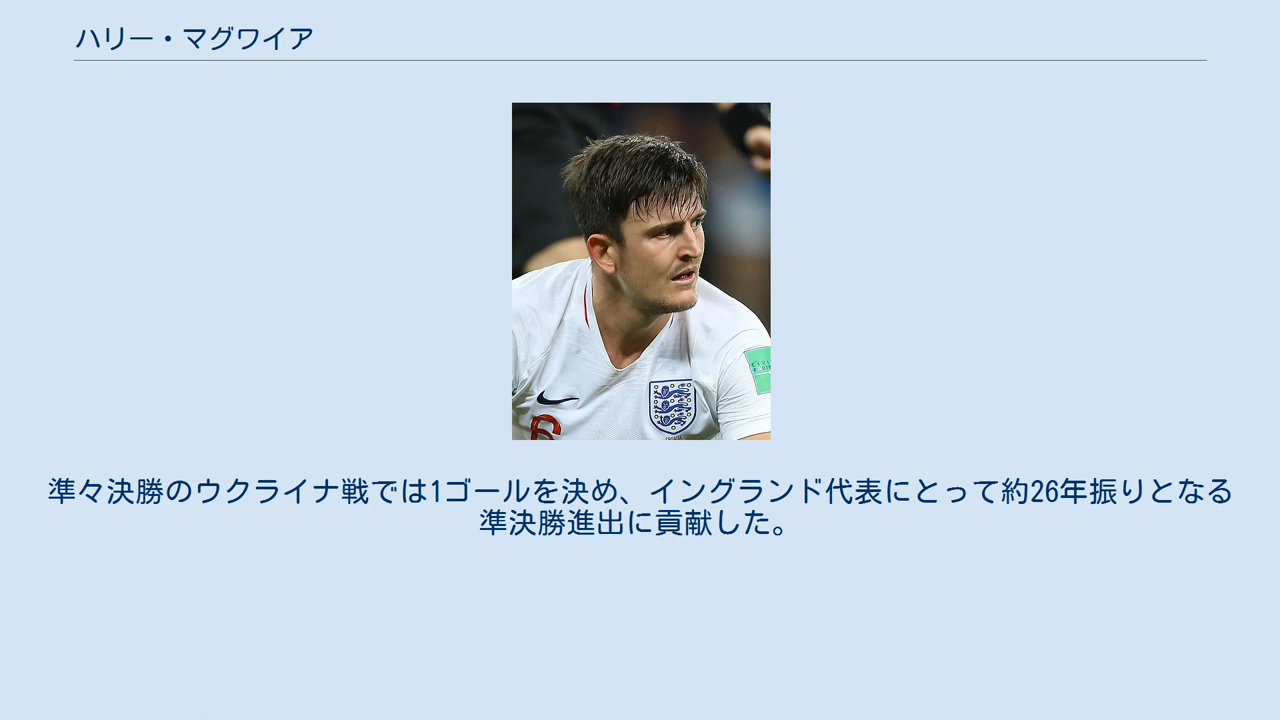 ハリー・マグワイア
準々決勝のウクライナ戦では1ゴールを決め、イングランド代表にとって約26年振りとなる
準決勝進出に貢献した。